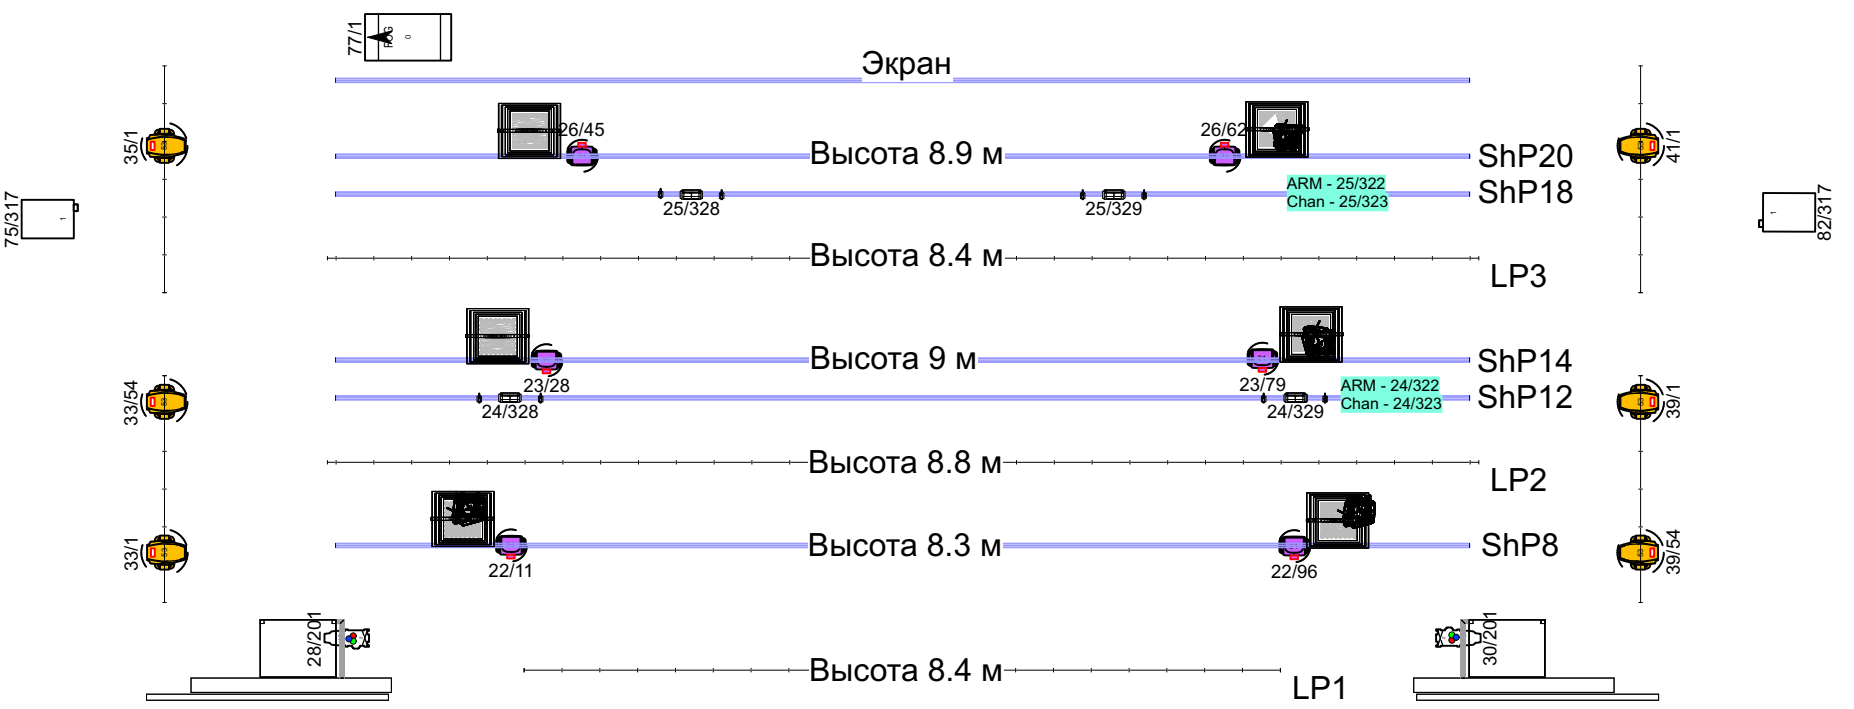 77/1
FOG
0
Экран
26/45
26/62
35/1
41/1
Высота 8.9 м
ShP20
ARM - 25/322
Chan - 25/323
ShP18
75/317
1
25/328
25/329
1
82/317
Высота 8.4 м
LP3
Высота 9 м
ShP14
23/28
23/79
ARM - 24/322
Chan - 24/323
ShP12
33/54
39/1
24/328
24/329
Высота 8.8 м
LP2
Высота 8.3 м
ShP8
33/1
39/54
22/11
22/96
28/201
30/201
Высота 8.4 м
LP1